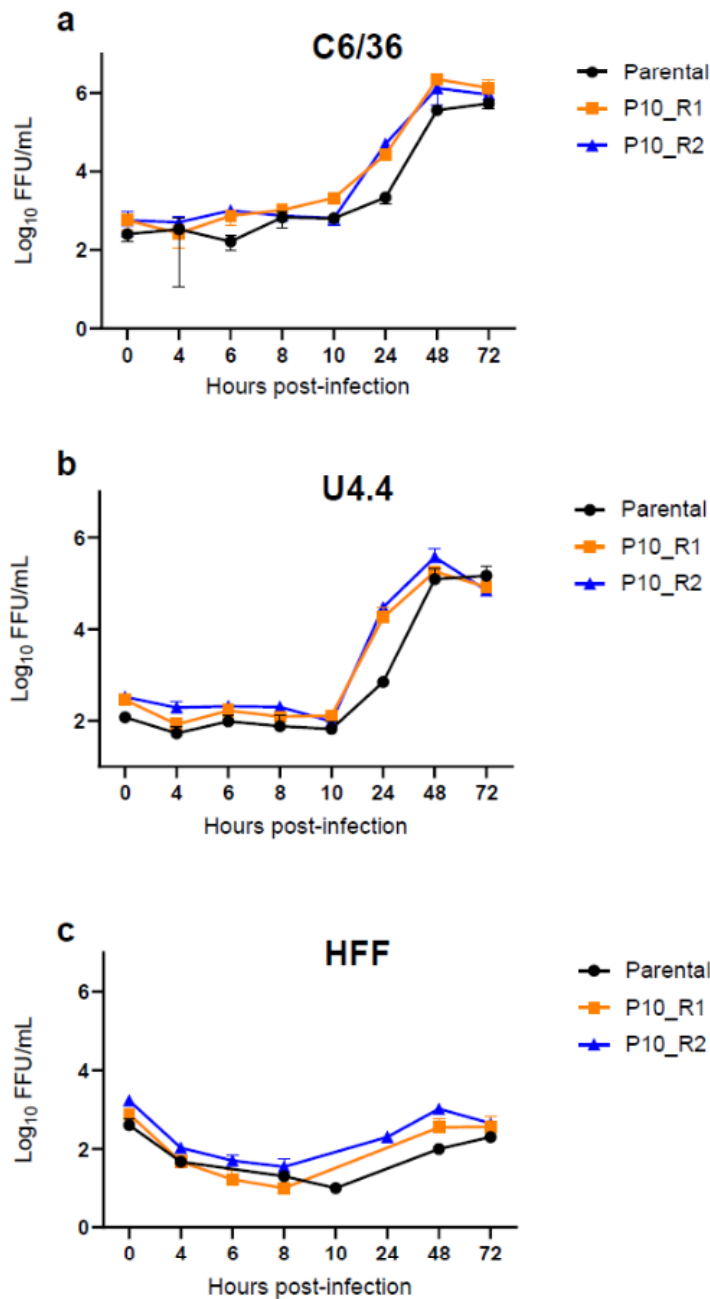 a
C6/36
Log10 FFU/mL
6
4
2
0
0 4 6 8 10 24 48 72
Hours post-infection
Parental
P10_R1
P10_R2
b
U4.4
Log10 FFU/mL
6
4
2
0 4 6 8 10 24 48 72
Hours post-infection
Parental
P10_R1
P10_R2
c
HFF
Log10 FFU/mL
6
4
2
0
0 4 6 8 10 24 48 72
Hours post-infection
Parental
P10_R1
P10_R2